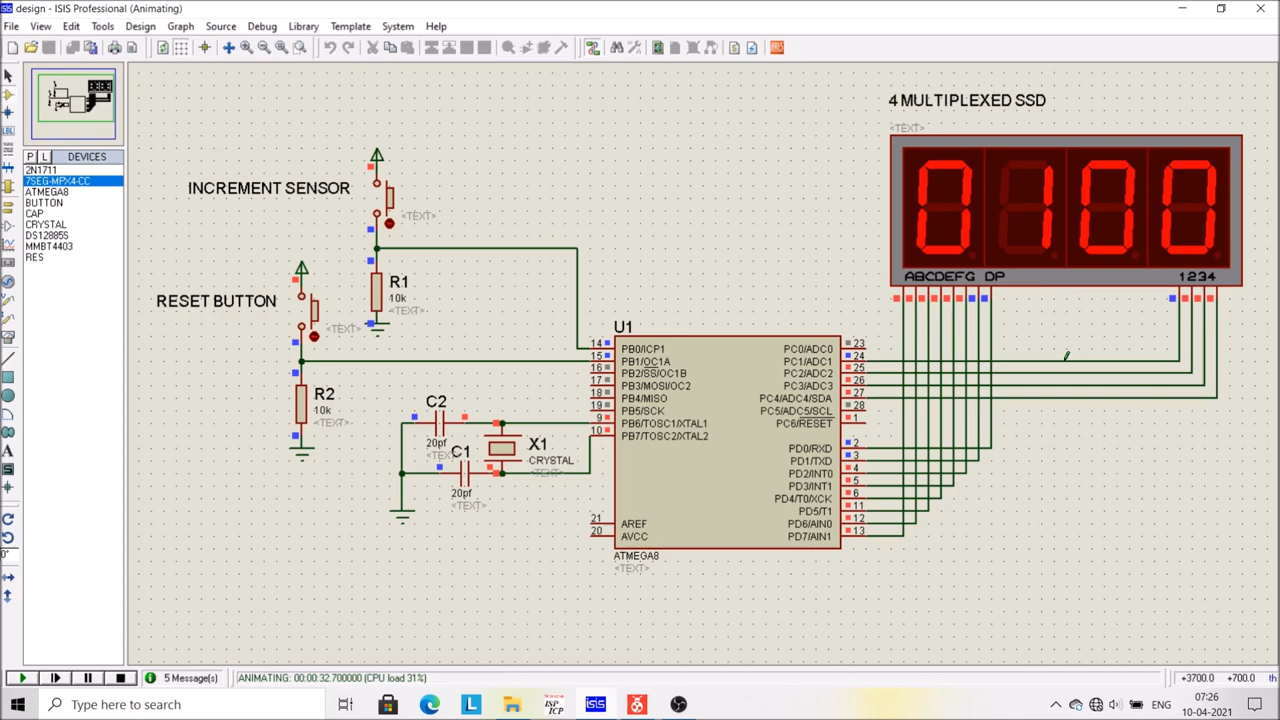 design - ISIS Professional (Animating)
File View Edit Tools Design Graph Source Debug Library Template System Help
P L DEVICES
2N1711
7SEG-MPX4-CC
ATMEGA8
BUTTON
CAP
CRYSTAL
DS12885S
MMBT4403
RES
4 MULTIPLEXED SSD
<TEXT>
0100
ABCDEFG DP 1234
INCREMENT SENSOR
<TEXT>
R1
10k
<TEXT>
RESET BUTTON
<TEXT>
R2
10k
<TEXT>
C2
20pf
<TEXT>
C1
20pf
<TEXT>
X1
CRYSTAL
<TEXT>
U1
14 PB0/ICP1 PC0/ADC0 23
15 PB1/OC1A PC1/ADC1 24
16 PB2/SS/OC1B PC2/ADC2 25
17 PB3/MOSI/OC2 PC3/ADC3 26
18 PB4/MISO PC4/ADC4/SDA 27
19 PB5/SCK PC5/ADC5/SCL 28
9 PB6/TOSC1/XTAL1 PC6/RESET 1
10 PB7/TOSC2/XTAL2
PD0/RXD 2
PD1/TXD 3
PD2/INT0 4
PD3/INT1 5
PD4/T0/XCK 6
PD5/T1 11
21 AREF PD6/AIN0 12
20 AVCC PD7/AIN1 13
ATMEGA8
<TEXT>
5 Message(s) ANIMATING: 00:00:32.700000 (CPU load 31%) +3700.0 +700.0 th
Type here to search
ISP
ICP
isis
ENG
07:26
10-04-2021